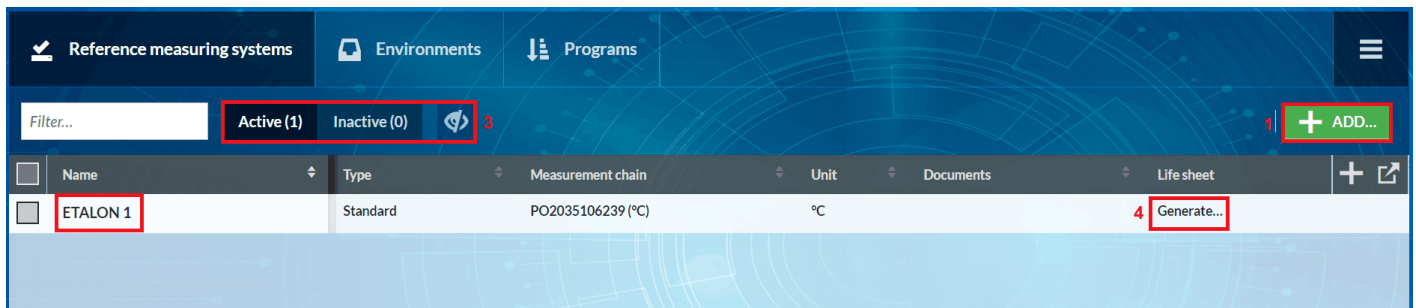 Reference measuring systems Environments Programs
Filter... Active (1) Inactive (0) 3 1 ADD...
Name Type Measurement chain Unit Documents Life sheet
ETALON 1 Standard PO2035106239 (°C) °C 4 Generate...